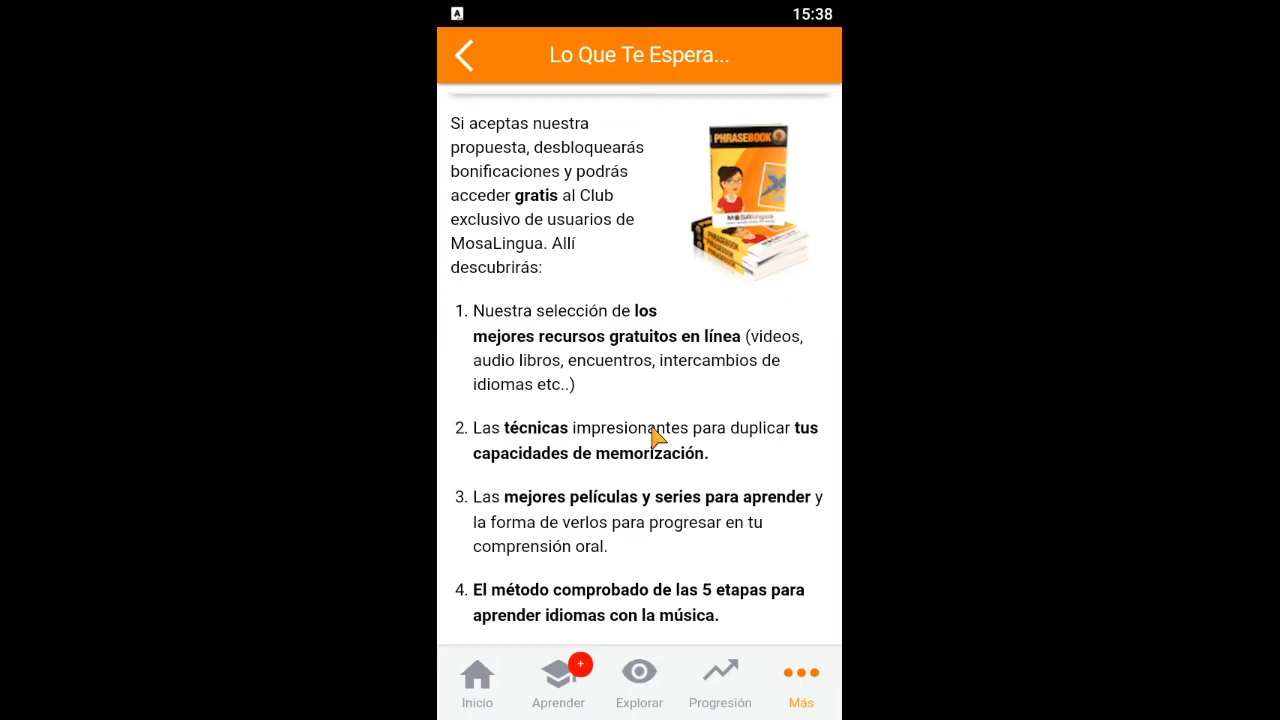 A
15:38
Lo Que Te Espera...
Si aceptas nuestra
propuesta, desbloquearás
bonificaciones y podrás
acceder gratis al Club
exclusivo de usuarios de
MosaLingua. Allí
descubrirás:
PHRASEBOOK
MOSAlingua
PHRASEBOOK
PHRASEBOOK
PHRASEBOOK
1. Nuestra selección de los
mejores recursos gratuitos en línea (videos,
audio libros, encuentros, intercambios de
idiomas etc..)
2. Las técnicas impresionantes para duplicar tus
capacidades de memorización.
3. Las mejores películas y series para aprender y
la forma de verlos para progresar en tu
comprensión oral.
4. El método comprobado de las 5 etapas para
aprender idiomas con la música.
+
Inicio
Aprender
Explorar
Progresión
Más